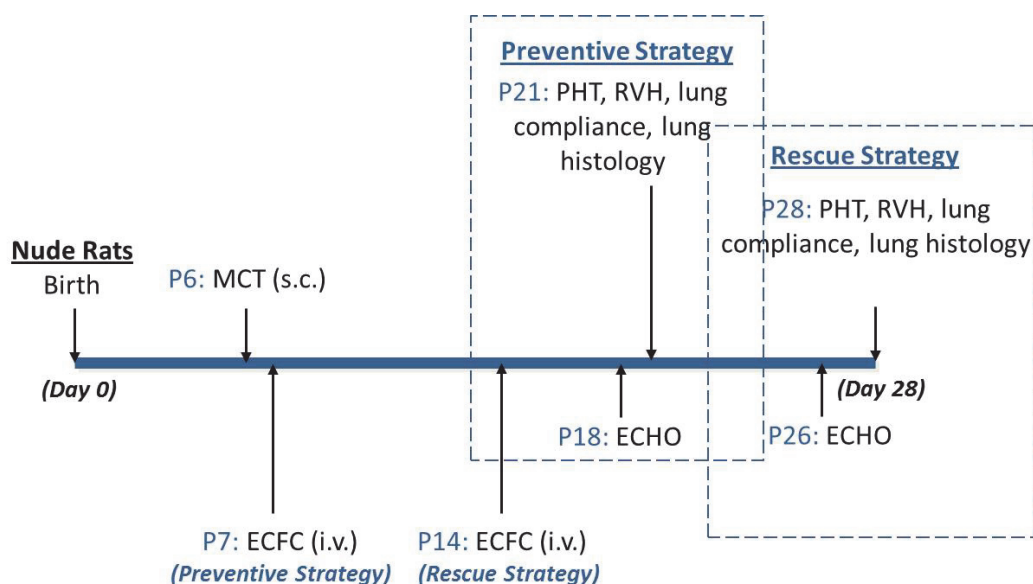 Preventive Strategy
P21: PHT, RVH, lung
compliance, lung
histology
Rescue Strategy
P28: PHT, RVH, lung
compliance, lung histology
Nude Rats
Birth
P6: MCT (s.c.)
(Day 0)
(Day 28)
P18: ECHO
P26: ECHO
P7: ECFC (i.v.)
(Preventive Strategy)
P14: ECFC (i.v.)
(Rescue Strategy)